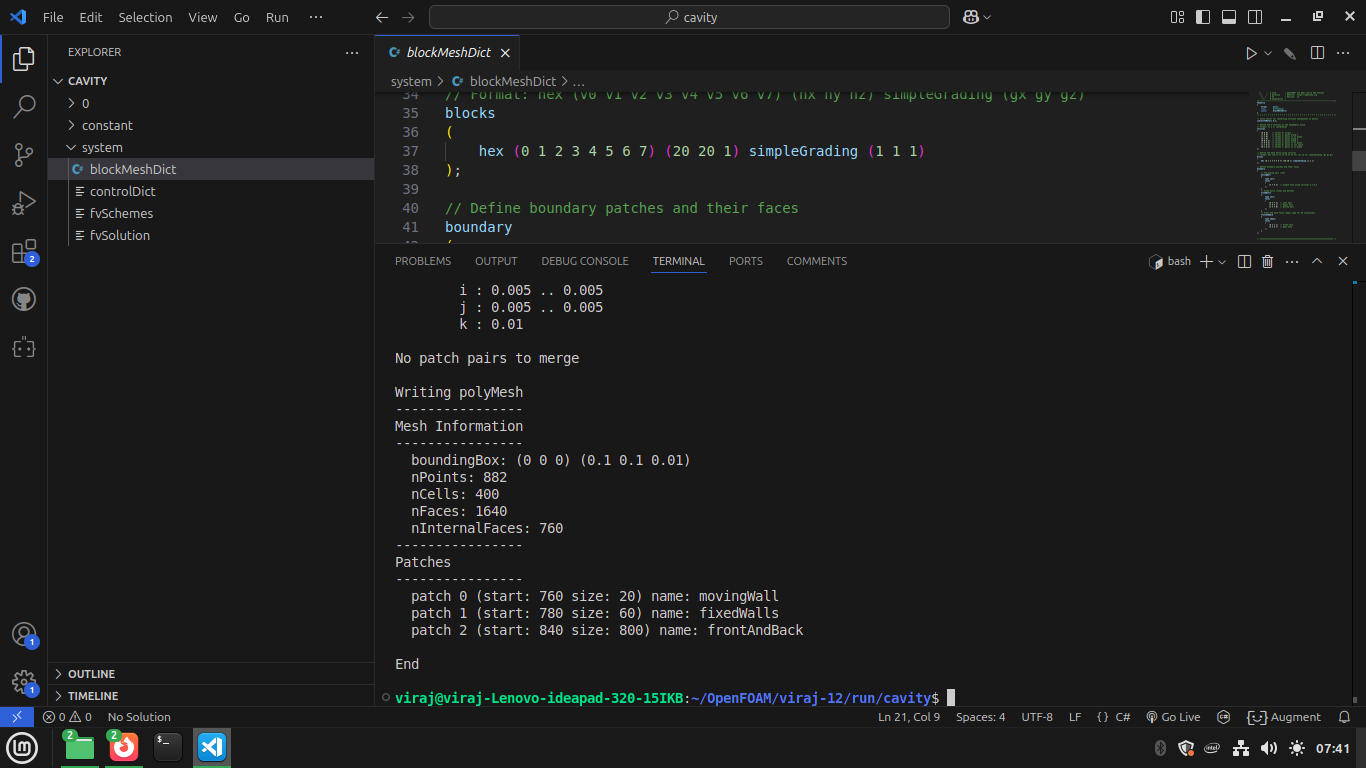 File Edit Selection View Go Run ···
cavity
EXPLORER ···
CAVITY
0
constant
system
blockMeshDict
controlDict
fvSchemes
fvSolution
OUTLINE
TIMELINE
blockMeshDict
system > blockMeshDict > ...
34 // Format: hex (v0 v1 v2 v3 v4 v5 v6 v7) (nx ny nz) simpleGrading (gx gy gz)
35 blocks
36 (
37 hex (0 1 2 3 4 5 6 7) (20 20 1) simpleGrading (1 1 1)
38 );
39
40 // Define boundary patches and their faces
41 boundary
PROBLEMS OUTPUT DEBUG CONSOLE TERMINAL PORTS COMMENTS
bash
i : 0.005 .. 0.005
j : 0.005 .. 0.005
k : 0.01
No patch pairs to merge
Writing polyMesh
----------------
Mesh Information
----------------
boundingBox: (0 0 0) (0.1 0.1 0.01)
nPoints: 882
nCells: 400
nFaces: 1640
nInternalFaces: 760
----------------
Patches
----------------
patch 0 (start: 760 size: 20) name: movingWall
patch 1 (start: 780 size: 60) name: fixedWalls
patch 2 (start: 840 size: 800) name: frontAndBack
End
viraj@viraj-Lenovo-ideapad-320-15IKB:~/OpenFOAM/viraj-12/run/cavity$
2
1
1
0 0 No Solution
Ln 21, Col 9 Spaces: 4 UTF-8 LF {} C# Go Live Augment
2 2 $_ intel 07:41